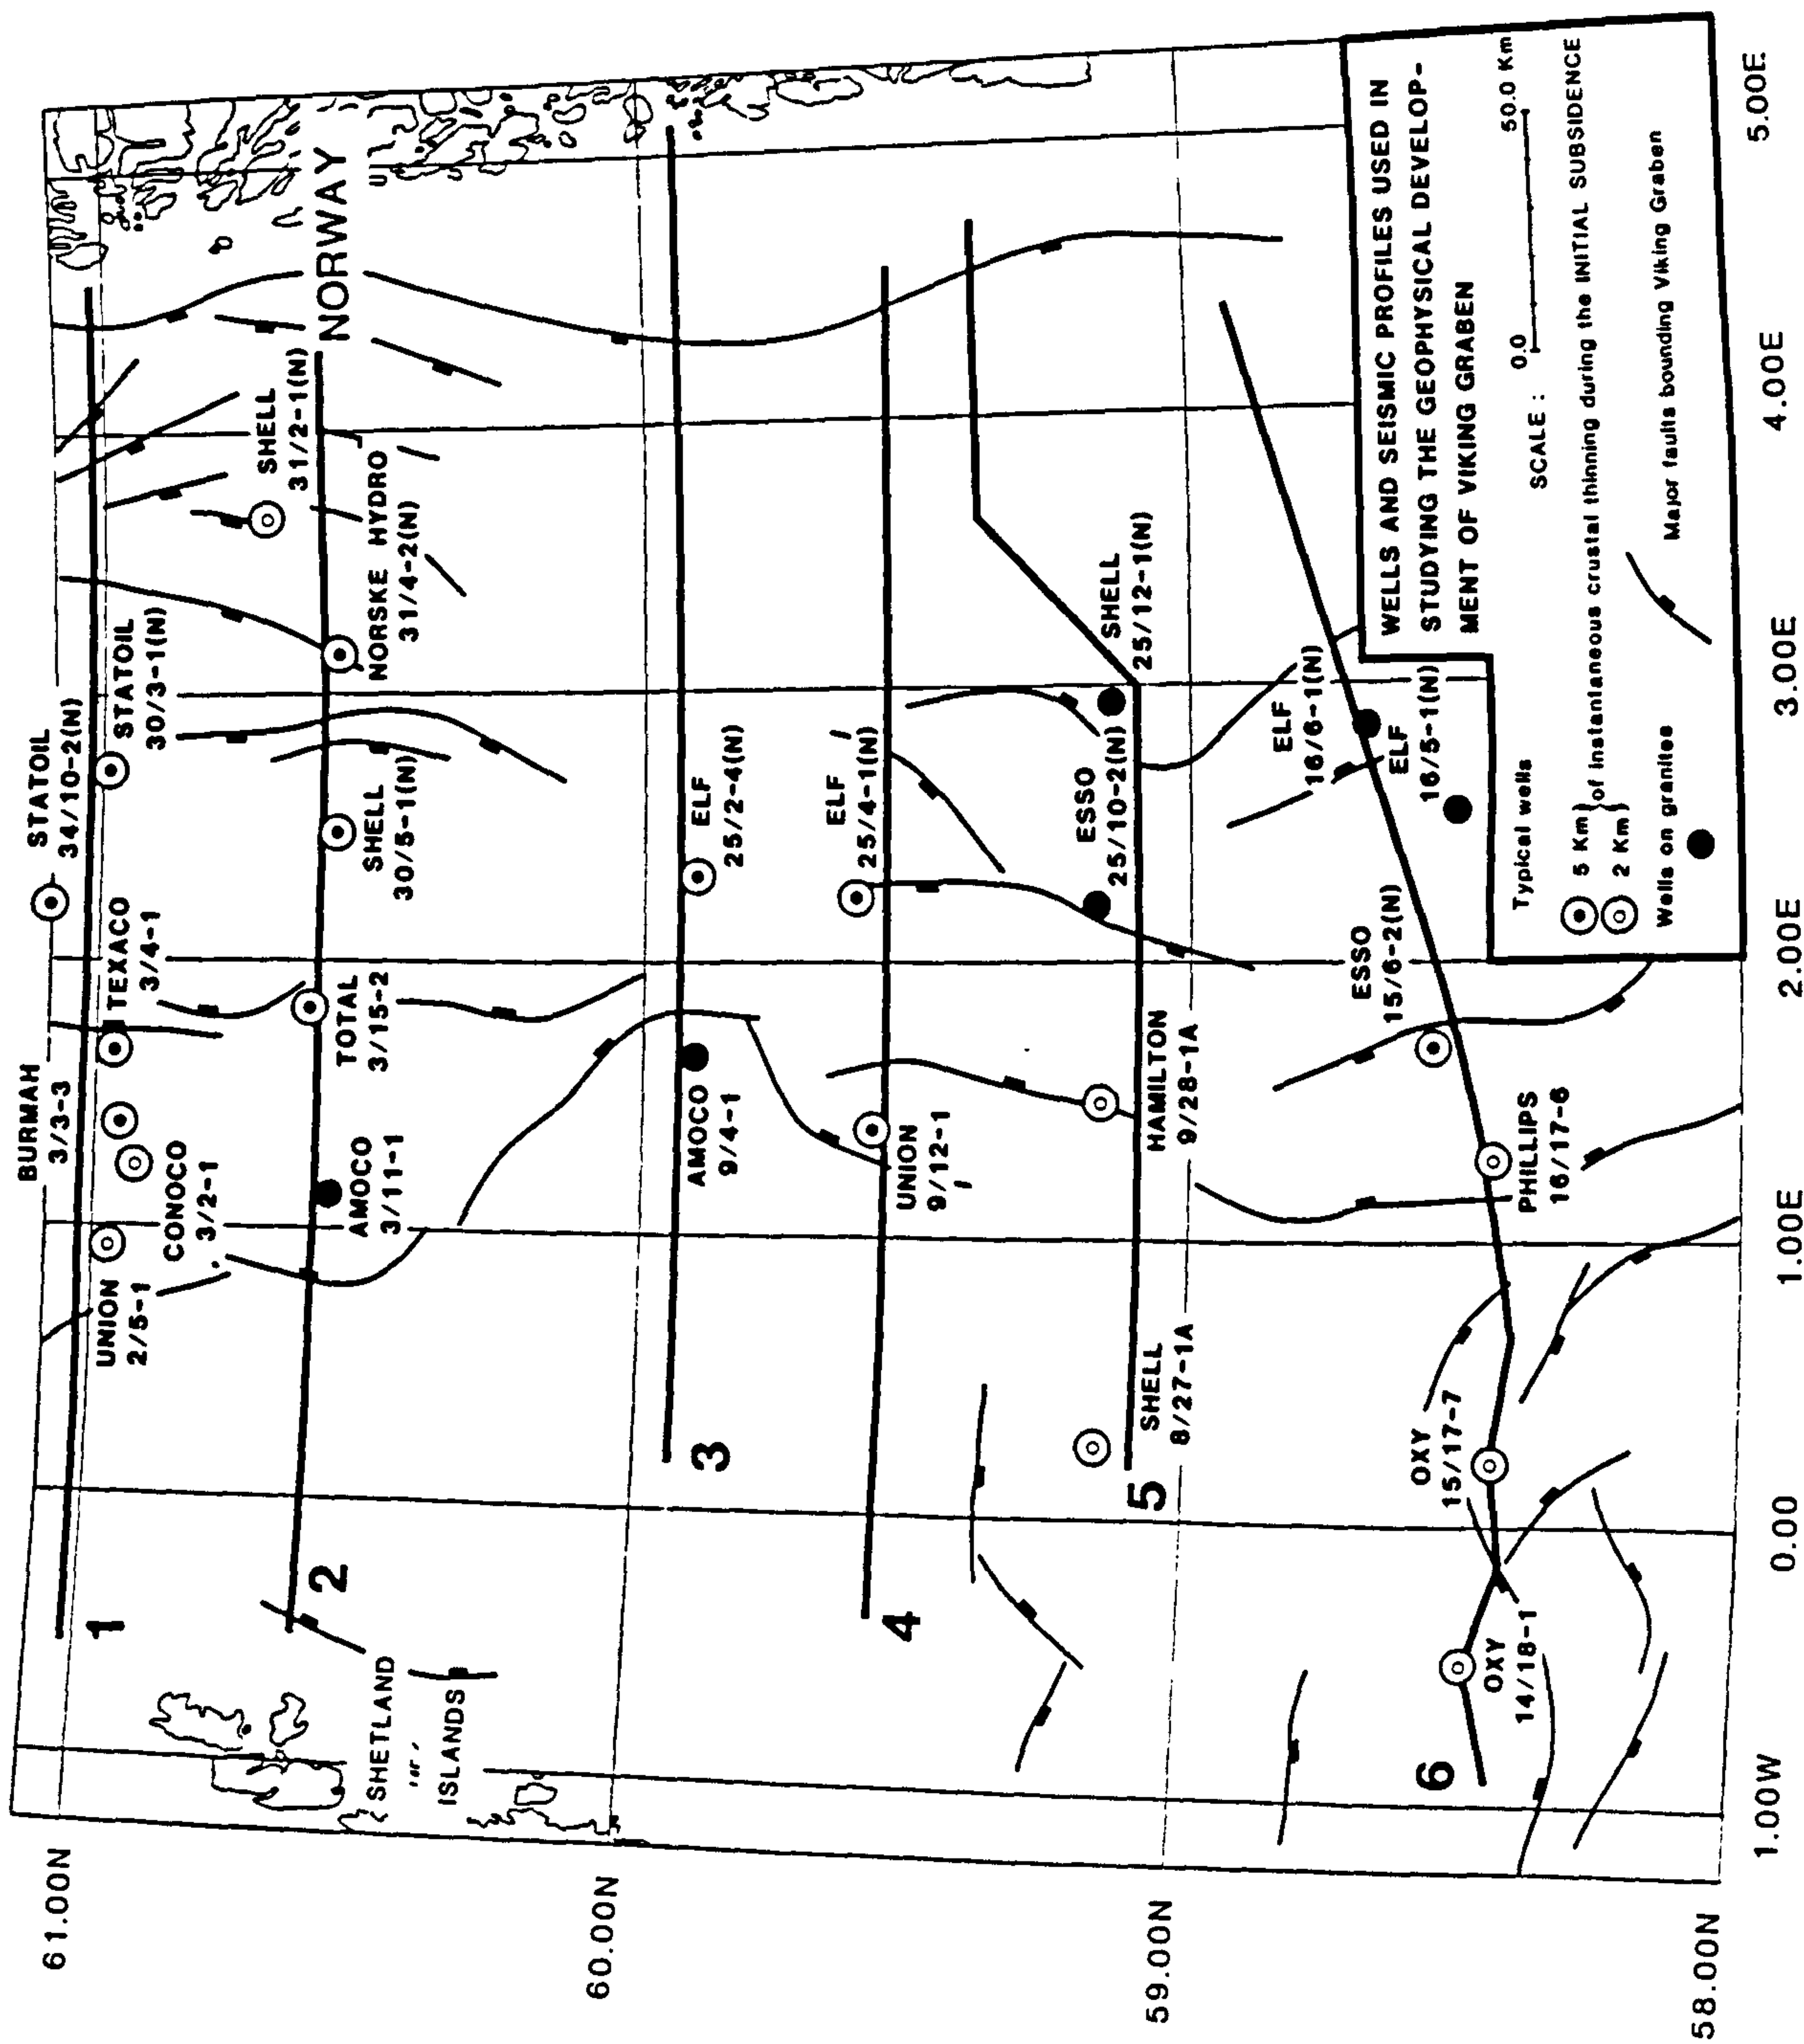 61.00N
60.00N
59.00N
58.00N
1.00W
0.00
1.00E
2.00E
3.00E
4.00E
5.00E
1
2
3
4
5
6
NORWAY
SHETLAND
ISLANDS
BURMAH
3/3-3
STATOIL
34/10-2(N)
TEXACO
3/4-1
STATOIL
30/3-1(N)
UNION
2/5-1
CONOCO
3/2-1
SHELL
31/2-1(N)
NORSKE HYDRO
31/4-2(N)
SHELL
30/5-1(N)
TOTAL
3/15-2
AMOCO
3/11-1
ELF
25/2-4(N)
AMOCO
9/4-1
ELF
25/4-1(N)
UNION
9/12-1
SHELL
25/12-1(N)
ESSO
25/10-2(N)
HAMILTON
9/28-1A
SHELL
8/27-1A
ELF
16/6-1(N)
ELF
16/5-1(N)
ESSO
15/6-2(N)
PHILLIPS
16/17-6
OXY
15/17-7
OXY
14/18-1
WELLS AND SEISMIC PROFILES USED IN
STUDYING THE GEOPHYSICAL DEVELOP-
MENT OF VIKING GRABEN
SCALE : 0.0 50.0 Km
Typical wells
5 Km } of instantaneous crustal thinning during the INITIAL SUBSIDENCE
2 Km
Wells on granites
Major faults bounding Viking Graben